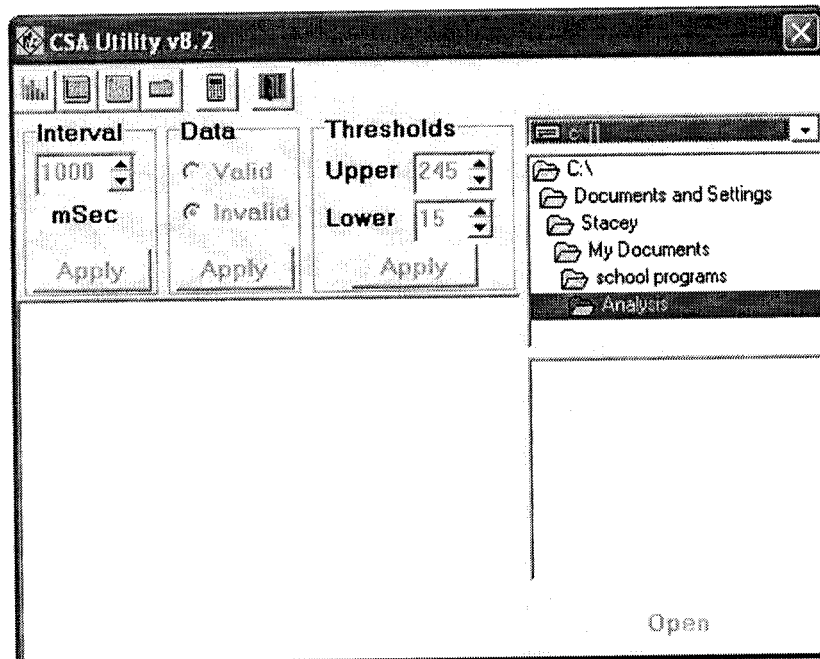 CSA Utility v8.2
Interval
1000
mSec
Apply
Data
Valid
Invalid
Apply
Thresholds
Upper 245
Lower 15
Apply
c: []
C:\
Documents and Settings
Stacey
My Documents
school programs
Analysis
Open